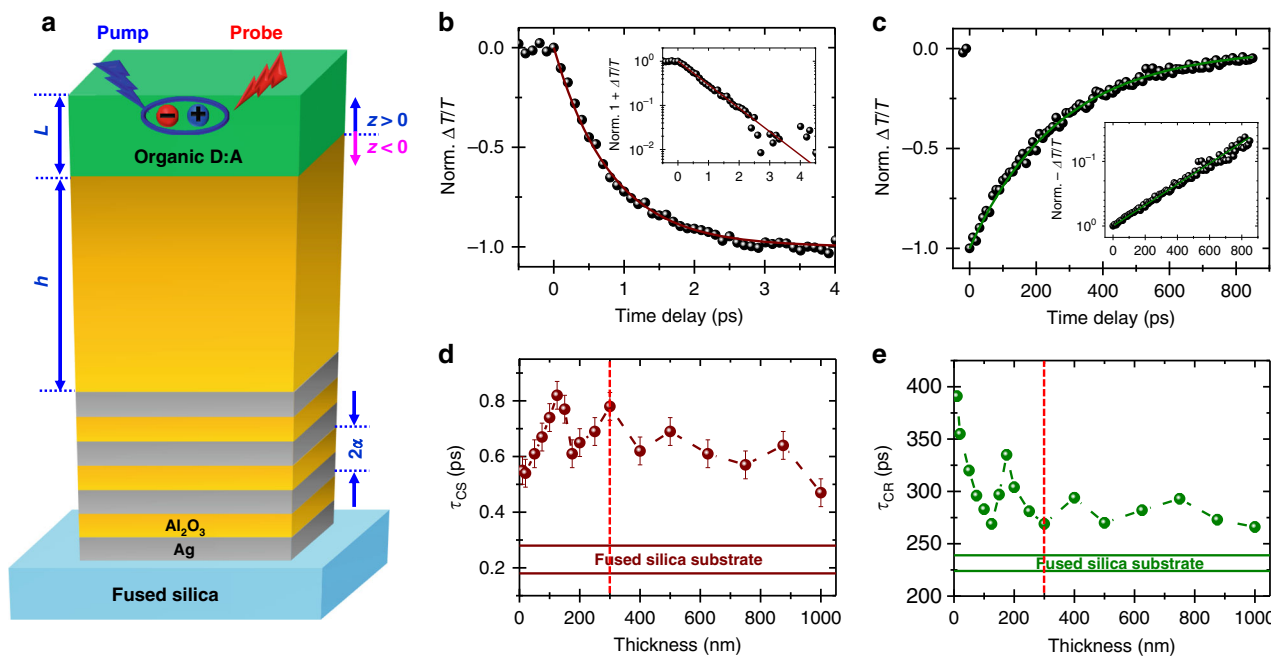 a
Pump
Probe
L
z > 0
z < 0
− +
Organic D:A
h
2α
Al₂O₃
Ag
Fused silica
b
Norm. ΔT/T
0.0
−0.5
−1.0
0 1 2 3 4
Time delay (ps)
Norm. 1 + ΔT/T
10⁰
10⁻¹
10⁻²
0 1 2 3 4
c
Norm. ΔT/T
0.0
−0.5
−1.0
0 200 400 600 800
Time delay (ps)
Norm. − ΔT/T
10⁻¹
10⁰
0 200 400 600 800
d
τCS (ps)
0.8
0.6
0.4
0.2
Fused silica substrate
0 200 400 600 800 1000
Thickness (nm)
e
τCR (ps)
400
350
300
250
200
Fused silica substrate
0 200 400 600 800 1000
Thickness (nm)